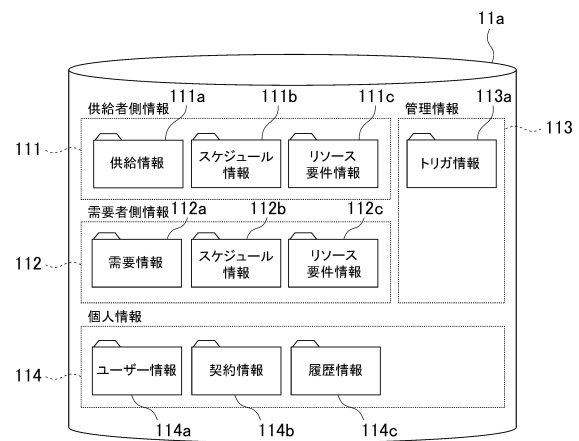 11a
供給者側情報
111a
111b
111c
管理情報
113a
111
供給情報
スケジュール
情報
リソース
要件情報
トリガ情報
113
需要者側情報
112a
112b
112c
112
需要情報
スケジュール
情報
リソース
要件情報
個人情報
114
ユーザー情報
契約情報
履歴情報
114a
114b
114c